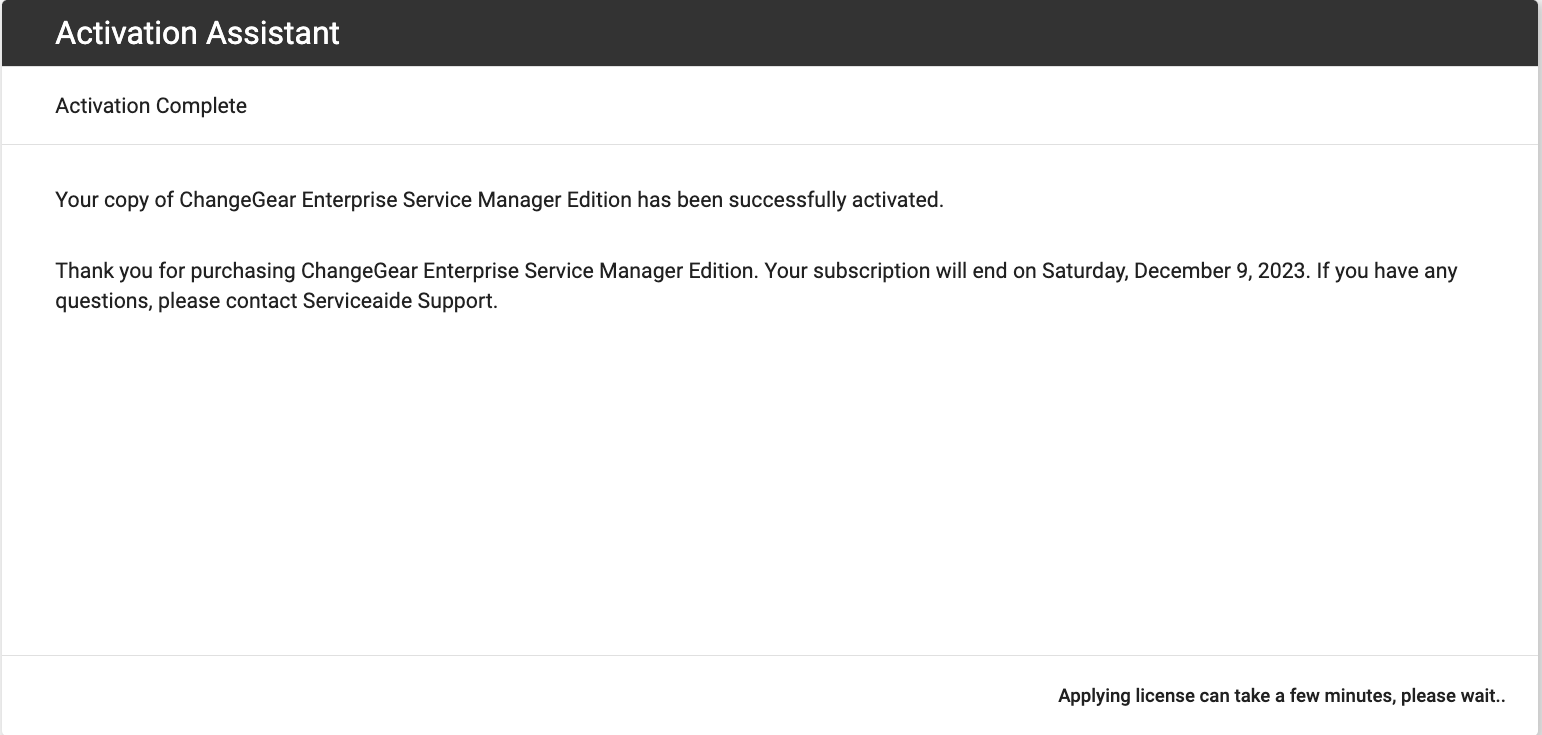 Activation Assistant
Activation Complete
Your copy of ChangeGear Enterprise Service Manager Edition has been successfully activated.
Thank you for purchasing ChangeGear Enterprise Service Manager Edition. Your subscription will end on Saturday, December 9, 2023. If you have any
questions, please contact Serviceaide Support.
Applying license can take a few minutes, please wait..